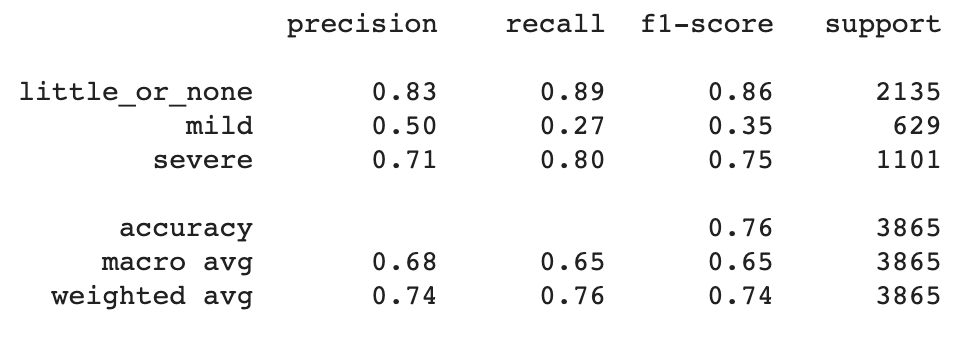 precision recall f1-score support
little_or_none 0.83 0.89 0.86 2135
mild 0.50 0.27 0.35 629
severe 0.71 0.80 0.75 1101
accuracy 0.76 3865
macro avg 0.68 0.65 0.65 3865
weighted avg 0.74 0.76 0.74 3865